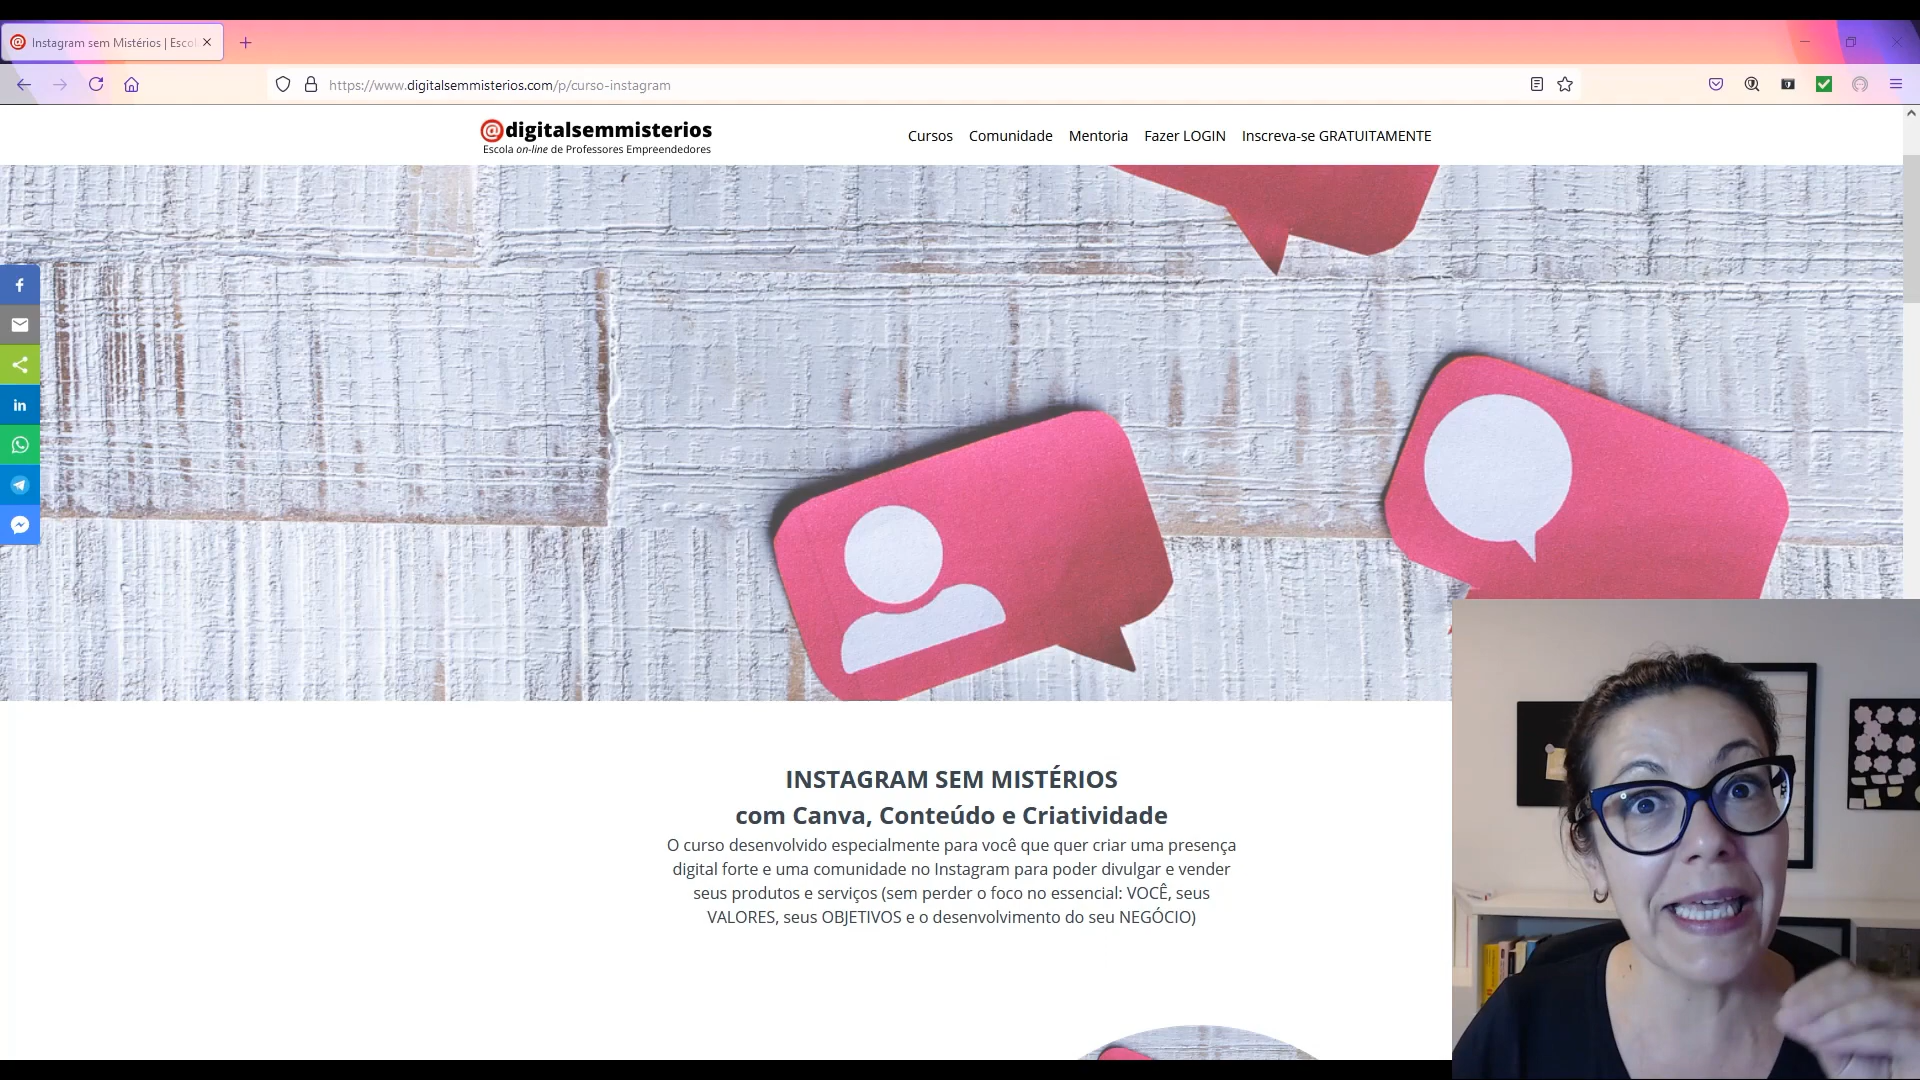 Instagram sem Mistérios | Esco
https://www.digitalsemmisterios.com/p/curso-instagram
@digitalsemmisterios
Escola on-line de Professores Empreendedores
Cursos
Comunidade
Mentoria
Fazer LOGIN
Inscreva-se GRATUITAMENTE
f
in
INSTAGRAM SEM MISTÉRIOS
com Canva, Conteúdo e Criatividade
O curso desenvolvido especialmente para você que quer criar uma presença
digital forte e uma comunidade no Instagram para poder divulgar e vender
seus produtos e serviços (sem perder o foco no essencial: VOCÊ, seus
VALORES, seus OBJETIVOS e o desenvolvimento do seu NEGÓCIO)